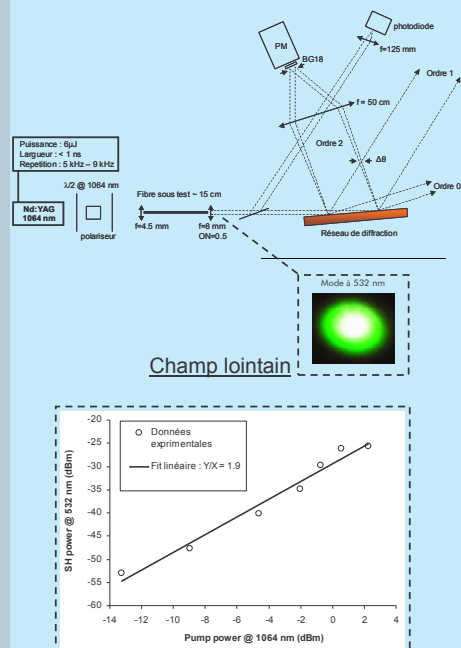 photodiode
PM
BG18
f=125 mm
Ordre 1
f = 50 cm
Puissance : 6µJ
Largueur : < 1 ns
Repetition : 5 kHz – 9 kHz
Ordre 2
Δθ
λ/2 @ 1064 nm
Fibre sous test ~ 15 cm
Ordre 0
Nd:YAG
1064 nm
polariseur
f=4.5 mm
f=8 mm
ON=0.5
Réseau de diffraction
Mode à 532 nm
Champ lointain
Données
exprimentales
Fit linéaire : Y/X = 1.9
SH power @ 532 nm (dBm)
-20
-25
-30
-35
-40
-45
-50
-55
-60
-14 -12 -10 -8 -6 -4 -2 0 2 4
Pump power @ 1064 nm (dBm)